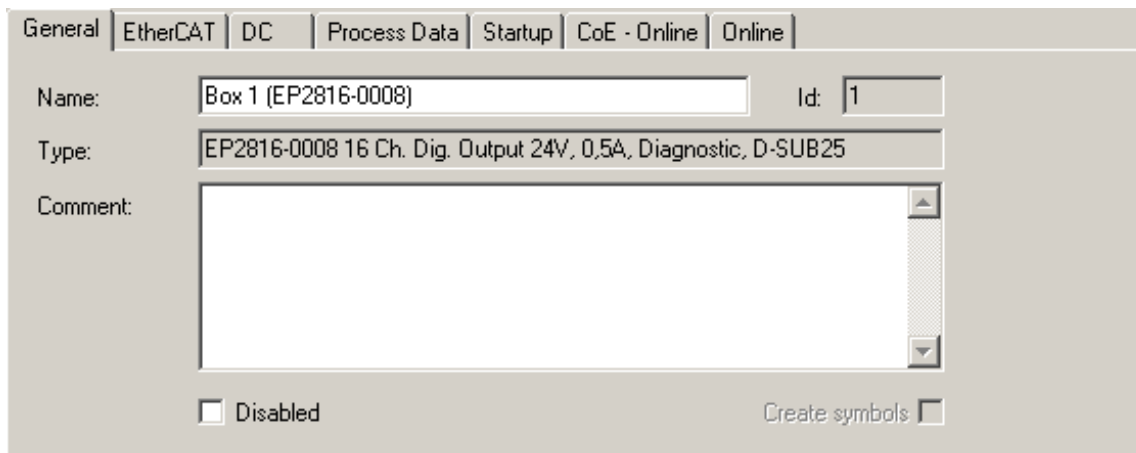 General EtherCAT DC Process Data Startup CoE - Online Online
Name: Box 1 (EP2816-0008) Id: 1
Type: EP2816-0008 16 Ch. Dig. Output 24V, 0,5A, Diagnostic, D-SUB25
Comment:
Disabled Create symbols